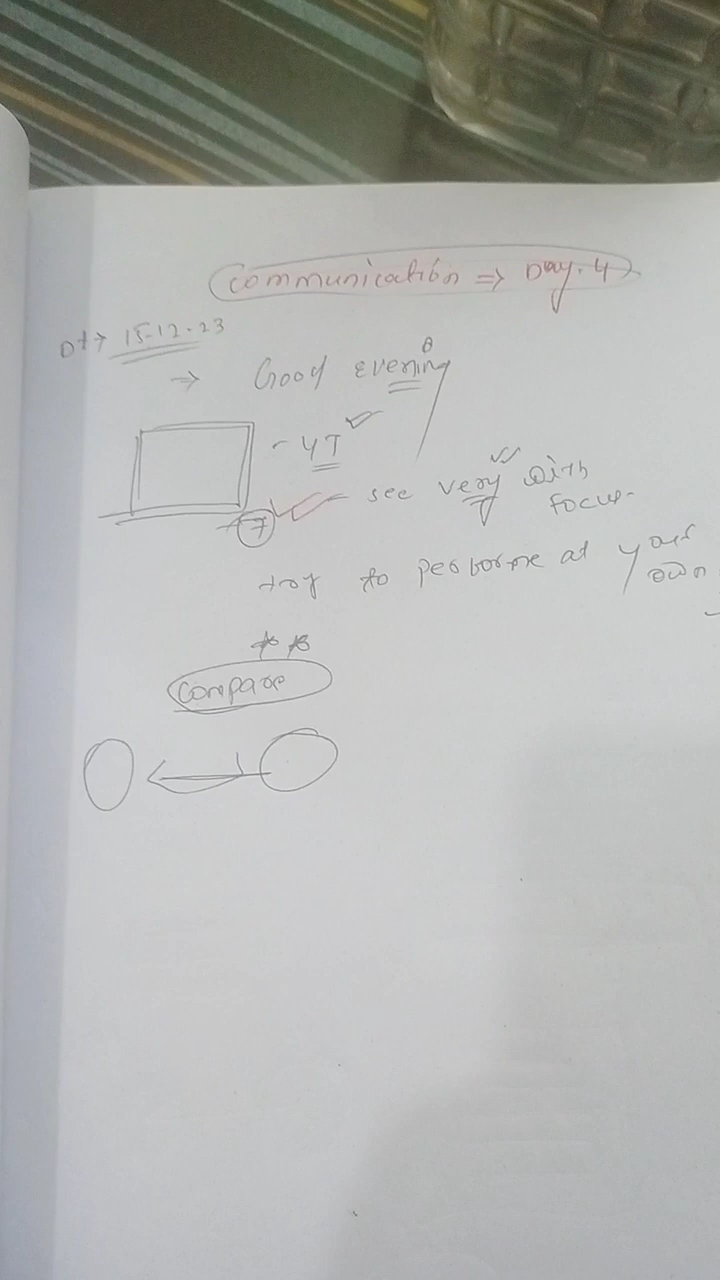 Communication ⇒ Day. 4
Dt → 15-12-23
⇒ Good Evening
- YT
7
see very with
focus-
try to perborme at your
own
Compare